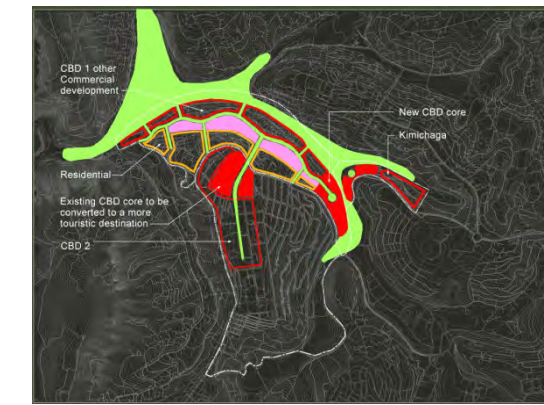 CBD 1 other
Commercial
development
New CBD core
Kimichaga
Residential
Existing CBD core to be
converted to a more
touristic destination
CBD 2